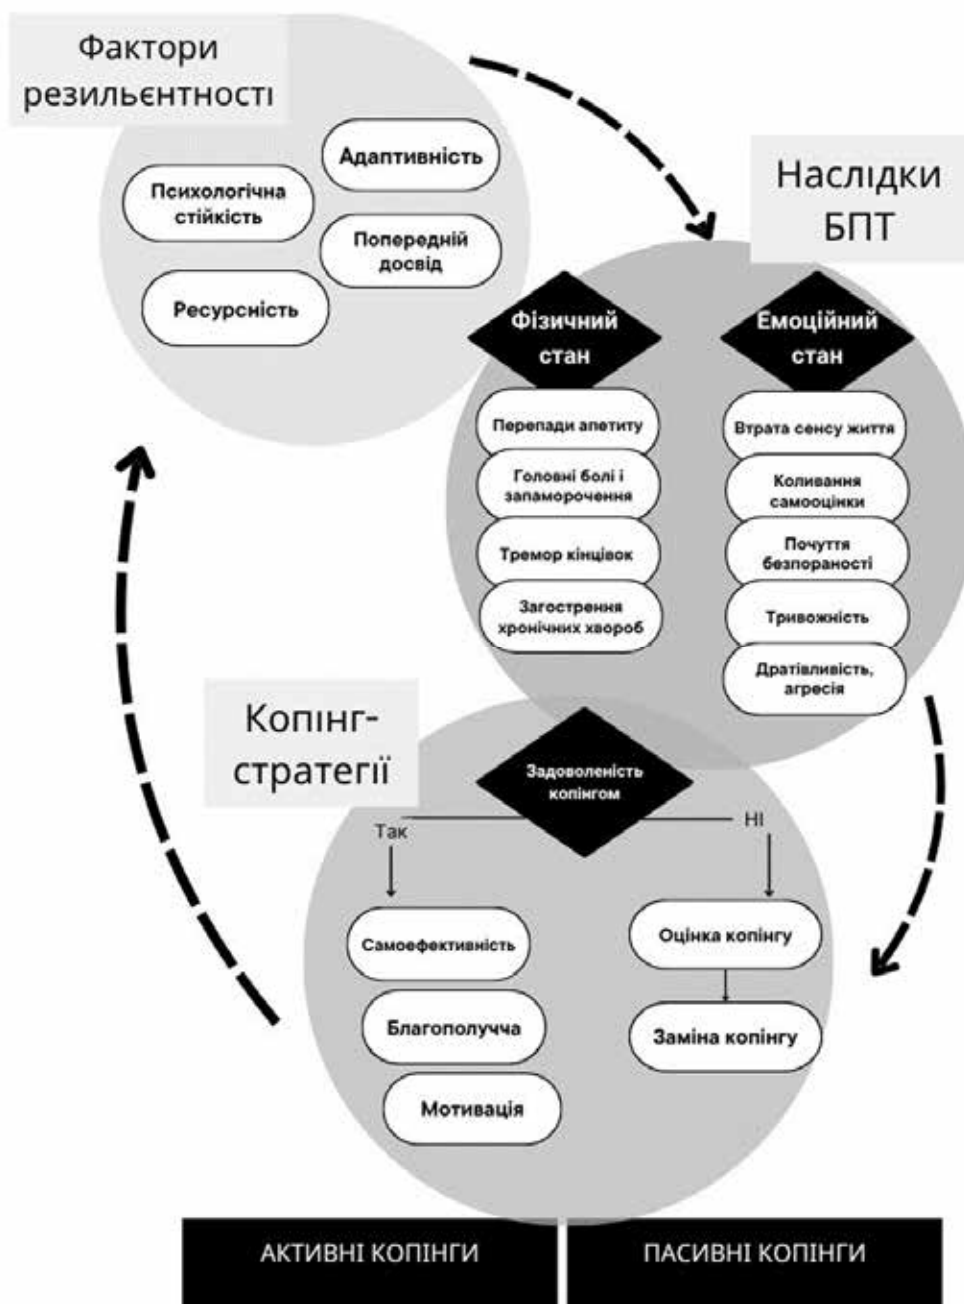 Фактори
резильєнтності
Адаптивність
Психологічна
стійкість
Попередній
досвід
Ресурсність
Наслідки
БПТ
Фізичний
стан
Перепади апетиту
Головні болі і
запаморочення
Тремор кінцівок
Загострення
хронічних хвороб
Емоційний
стан
Втрата сенсу життя
Коливання
самооцінки
Почуття
безпораності
Тривожність
Дратівливість,
агресія
Копінг-
стратегії
Задоволеність
копінгом
Так
НІ
Самоефективність
Благополучча
Мотивація
Оцінка копінгу
Заміна копінгу
АКТИВНІ КОПІНГИ
ПАСИВНІ КОПІНГИ